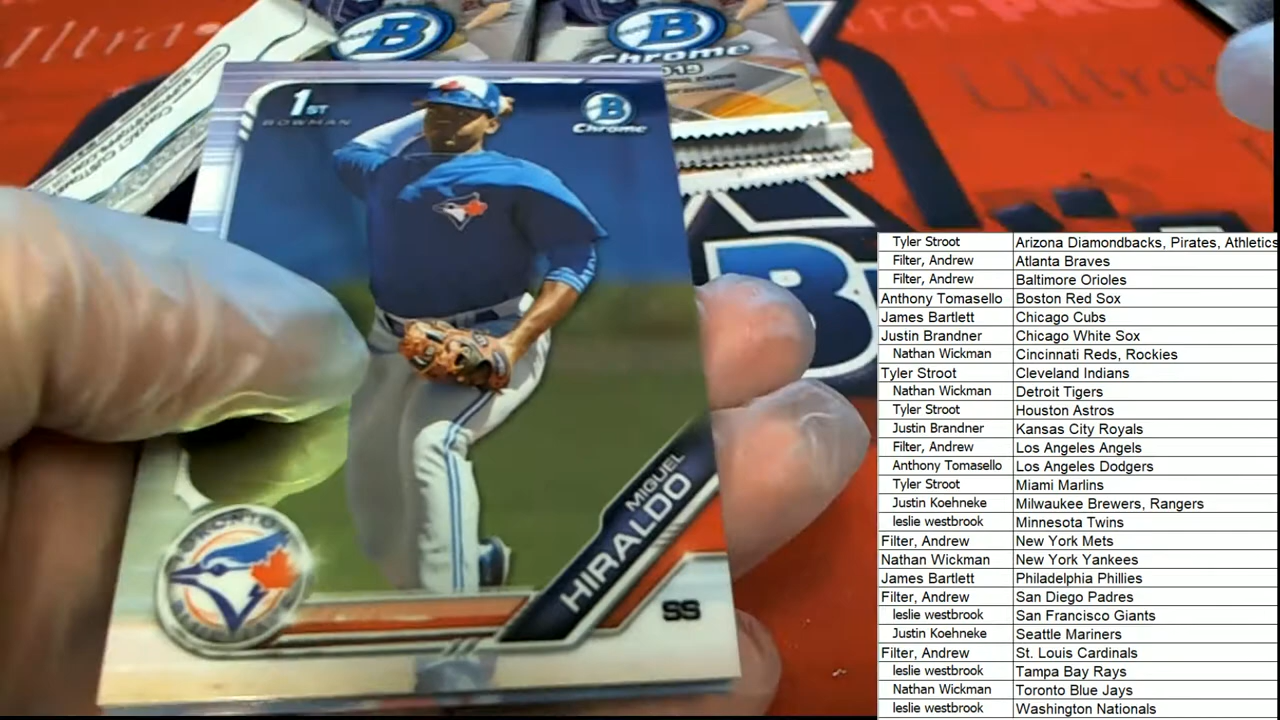 Ultra PRO
B
B
Chrome
2019
Ultra
1ST
BOWMAN
B
Chrome
B
MIGUEL
HIRALDO
SS
TORONTO
Tyler Stroot Arizona Diamondbacks, Pirates, Athletics
Filter, Andrew Atlanta Braves
Filter, Andrew Baltimore Orioles
Anthony Tomasello Boston Red Sox
James Bartlett Chicago Cubs
Justin Brandner Chicago White Sox
Nathan Wickman Cincinnati Reds, Rockies
Tyler Stroot Cleveland Indians
Nathan Wickman Detroit Tigers
Tyler Stroot Houston Astros
Justin Brandner Kansas City Royals
Filter, Andrew Los Angeles Angels
Anthony Tomasello Los Angeles Dodgers
Tyler Stroot Miami Marlins
Justin Koehneke Milwaukee Brewers, Rangers
leslie westbrook Minnesota Twins
Filter, Andrew New York Mets
Nathan Wickman New York Yankees
James Bartlett Philadelphia Phillies
Filter, Andrew San Diego Padres
leslie westbrook San Francisco Giants
Justin Koehneke Seattle Mariners
Filter, Andrew St. Louis Cardinals
leslie westbrook Tampa Bay Rays
Nathan Wickman Toronto Blue Jays
leslie westbrook Washington Nationals